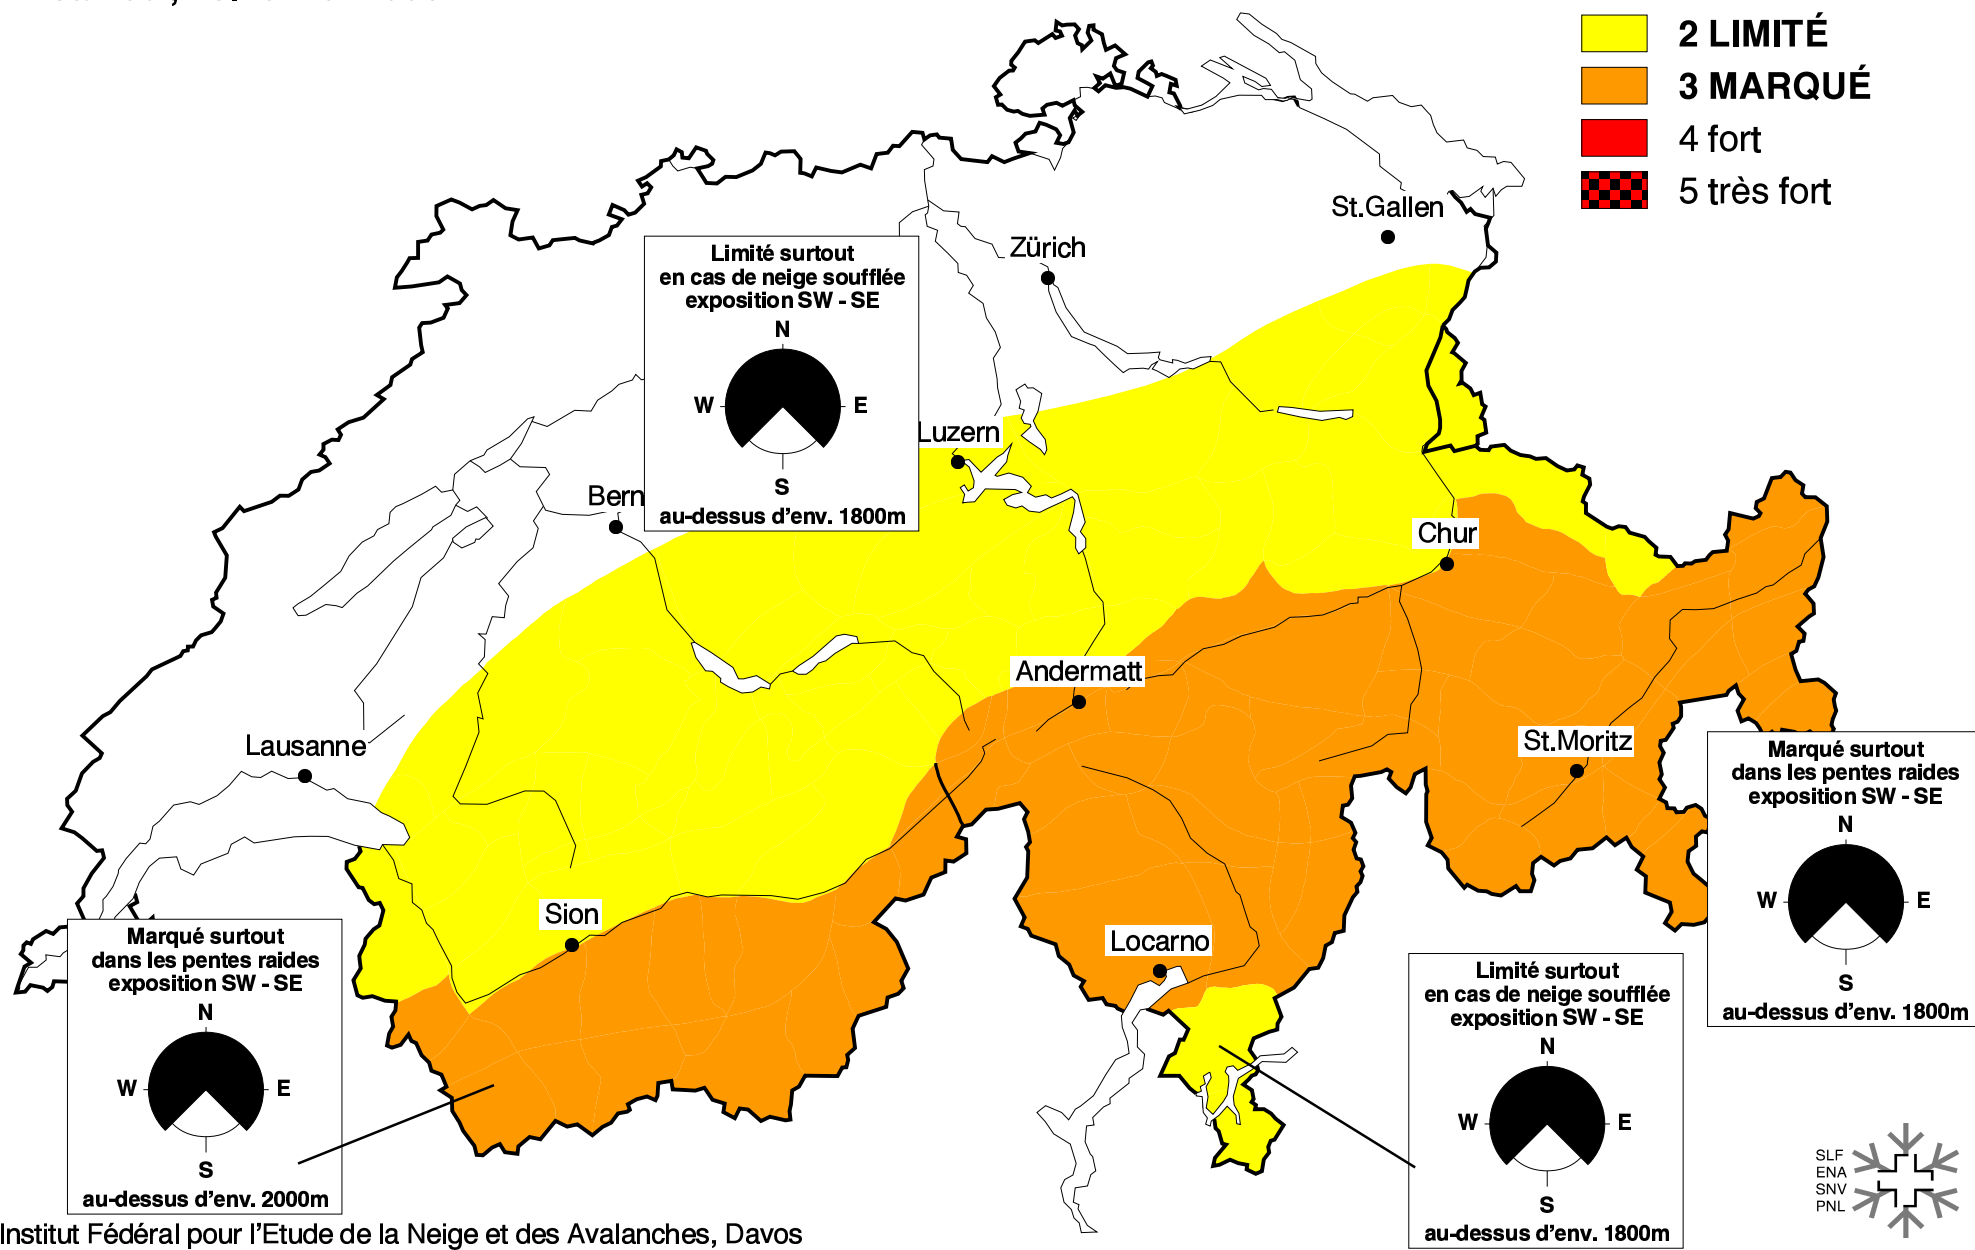 2 LIMITÉ
3 MARQUÉ
4 fort
5 très fort
St.Gallen
Zürich
Limité surtout
en cas de neige soufflée
exposition SW - SE
N
W
E
S
au-dessus d'env. 1800m
Luzern
Bern
Chur
Andermatt
Lausanne
St.Moritz
Marqué surtout
dans les pentes raides
exposition SW - SE
N
W
E
S
au-dessus d'env. 1800m
Sion
Locarno
Marqué surtout
dans les pentes raides
exposition SW - SE
N
W
E
S
au-dessus d'env. 2000m
Limité surtout
en cas de neige soufflée
exposition SW - SE
N
W
E
S
au-dessus d'env. 1800m
SLF
ENA
SNV
PNL
Institut Fédéral pour l'Etude de la Neige et des Avalanches, Davos